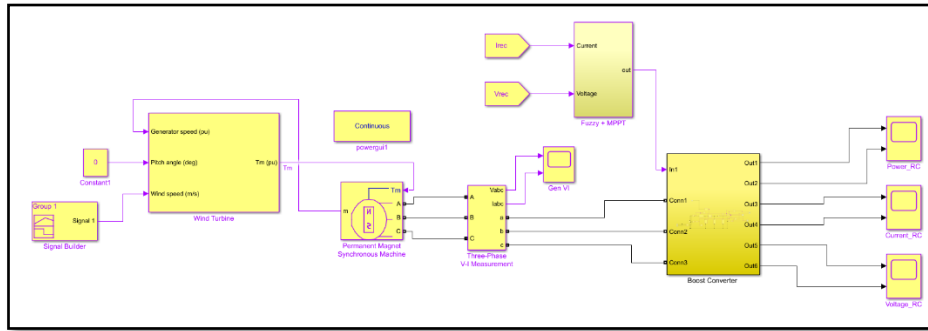 Irec
Vrec
Current
Voltage
out
Fuzzy + MPPT
Continuous
powergui1
Generator speed (pu)
Pitch angle (deg)
Wind speed (m/s)
Tm (pu)
Tm
Wind Turbine
0
Constant1
Group 1
Signal 1
Signal Builder
Tm
m
A
B
C
N
S
Permanent Magnet
Synchronous Machine
A
B
C
Vabc
Iabc
a
b
c
Three-Phase
V-I Measurement
Gen VI
In1
Conn1
Conn2
Conn3
Out1
Out2
Out3
Out4
Out5
Out6
Boost Converter
Power_RC
Current_RC
Voltage_RC